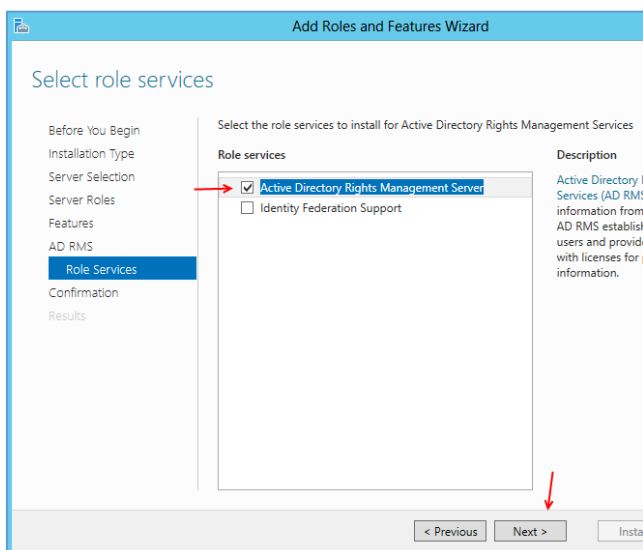 Add Roles and Features Wizard
Select role services
Before You Begin
Installation Type
Server Selection
Server Roles
Features
AD RMS
Role Services
Confirmation
Results
Select the role services to install for Active Directory Rights Management Services
Role services
Active Directory Rights Management Server
Identity Federation Support
Description
Active Directory
Services (AD RMS
information from
AD RMS establish
users and provide
with licenses for
information.
< Previous
Next >
Insta